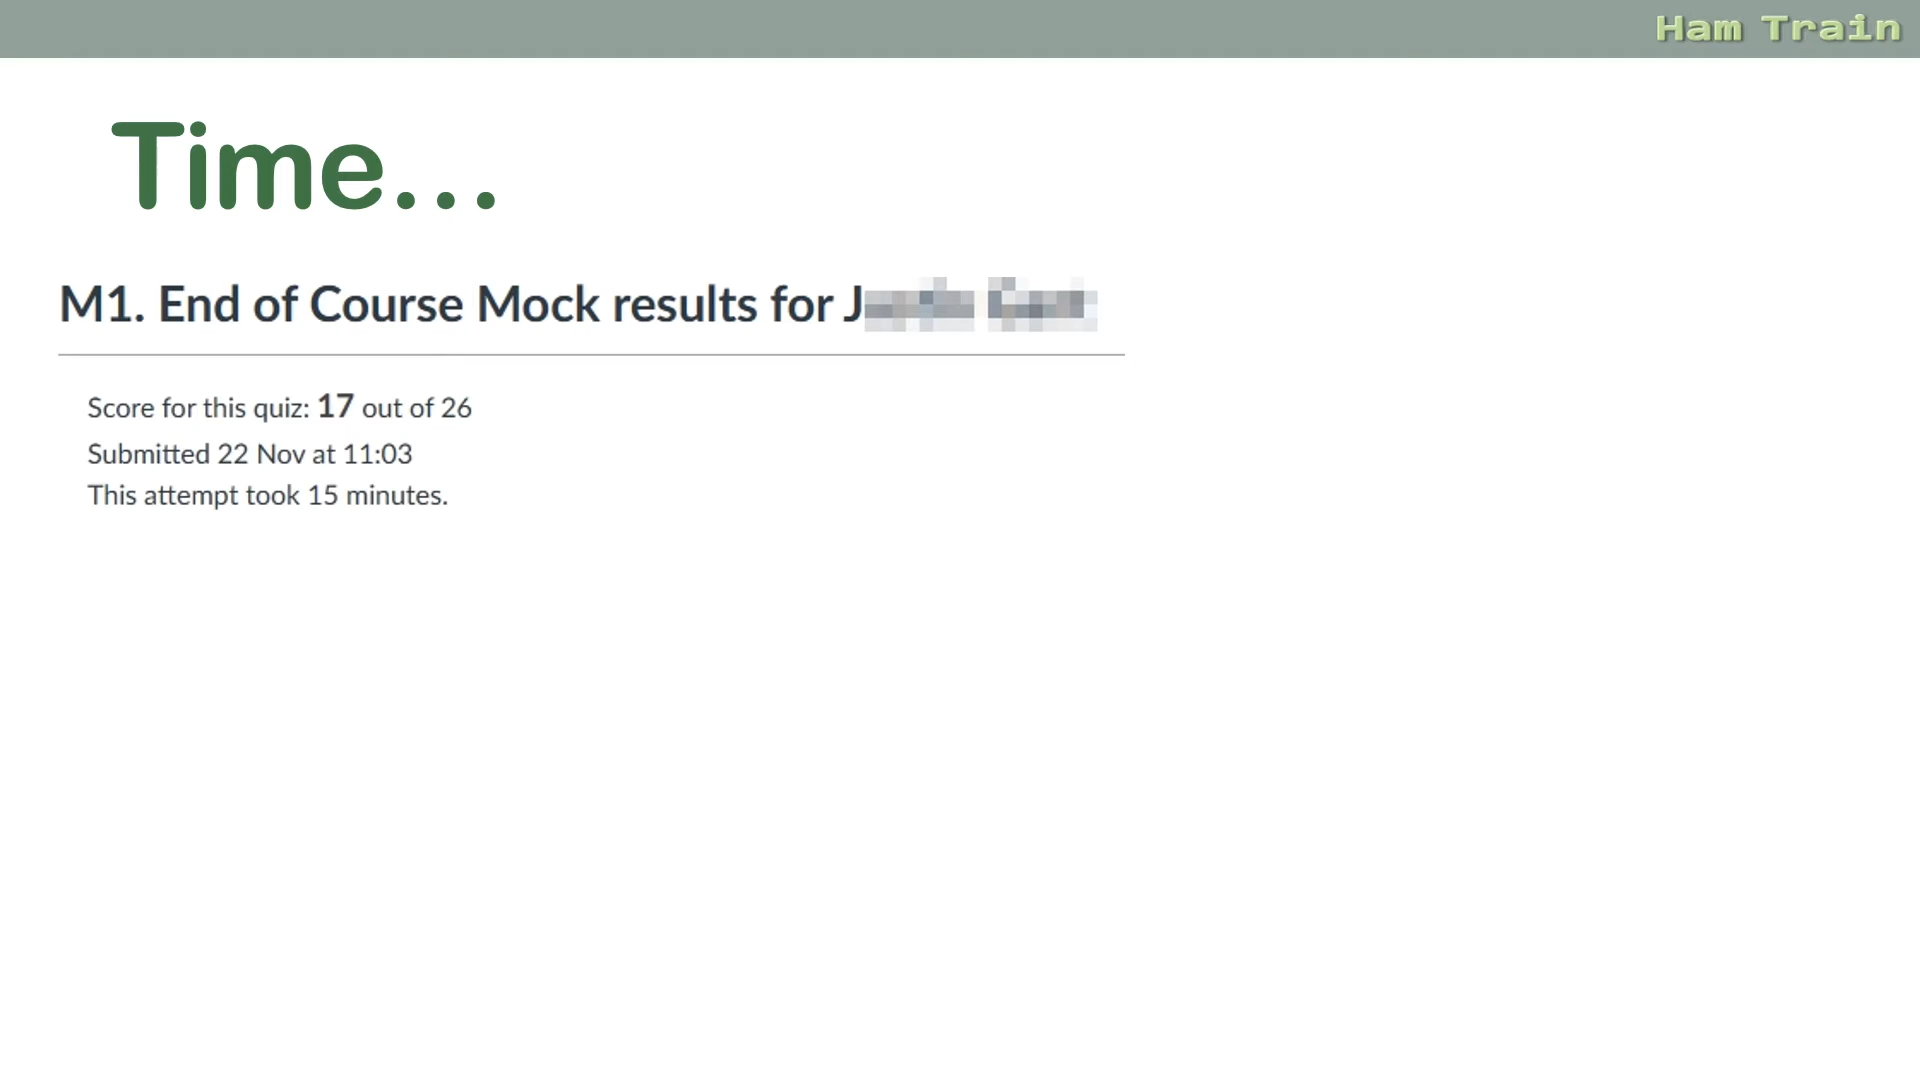 Ham Train
Time...
M1. End of Course Mock results for J
Score for this quiz: 17 out of 26
Submitted 22 Nov at 11:03
This attempt took 15 minutes.